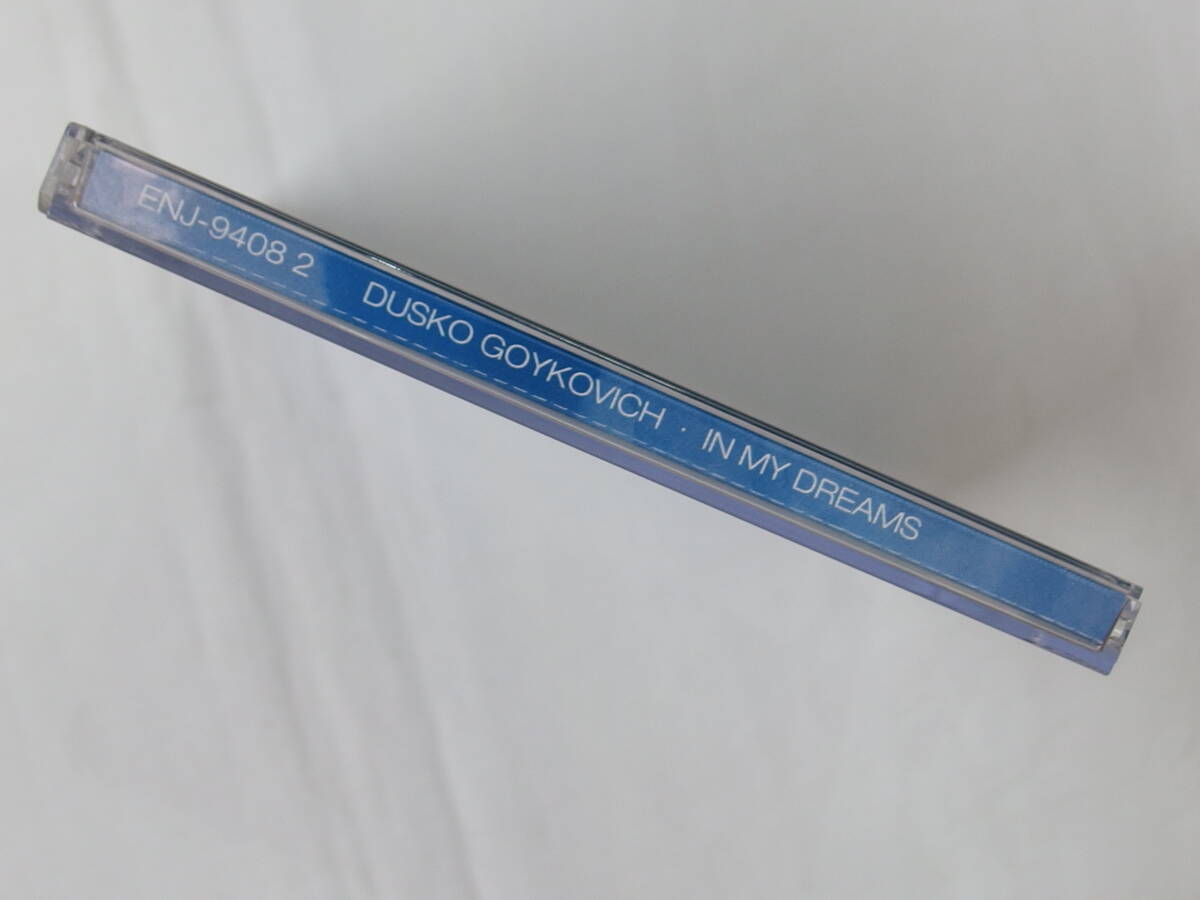 ENJ-9408 2 DUSKO GOYKOVICH · IN MY DREAMS